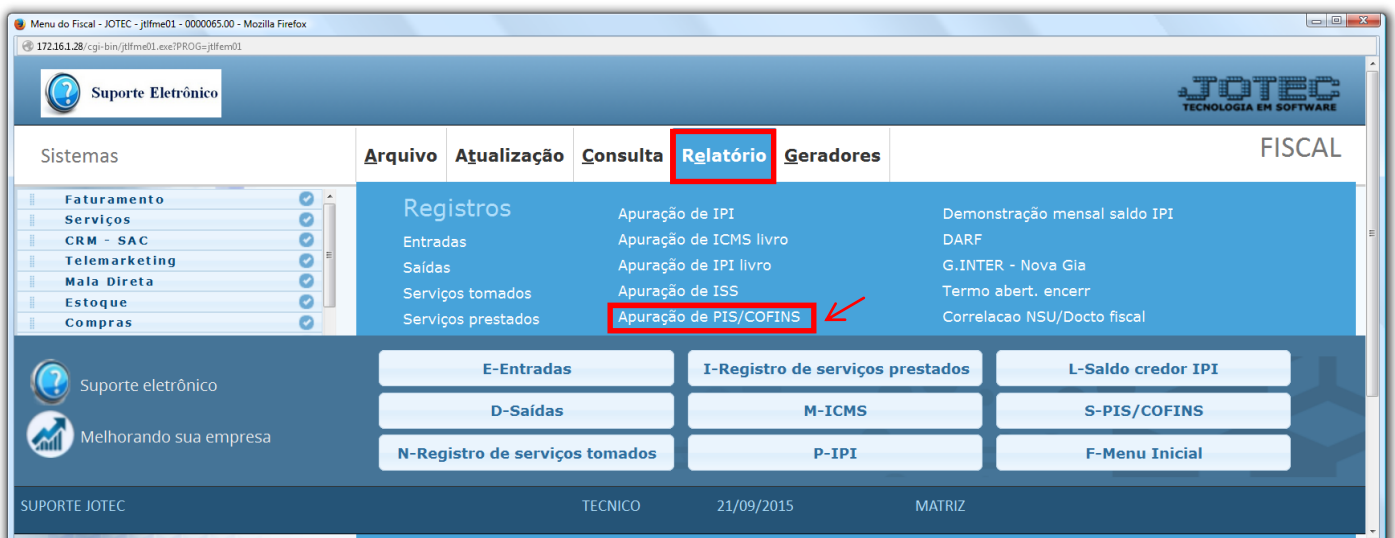 Menu do Fiscal - JOTEC - jtlfme01 - 0000065.00 - Mozilla Firefox
172.16.1.28/cgi-bin/jtlfme01.exe?PROG=jtlfem01
Suporte Eletrônico
JOTEC
TECNOLOGIA EM SOFTWARE
Sistemas
Arquivo Atualização Consulta Relatório Geradores
FISCAL
Faturamento
Serviços
CRM - SAC
Telemarketing
Mala Direta
Estoque
Compras
Registros
Entradas
Saídas
Serviços tomados
Serviços prestados
Apuração de IPI
Apuração de ICMS livro
Apuração de IPI livro
Apuração de ISS
Apuração de PIS/COFINS
Demonstração mensal saldo IPI
DARF
G.INTER - Nova Gia
Termo abert. encerr
Correlacao NSU/Docto fiscal
Suporte eletrônico
Melhorando sua empresa
E-Entradas
I-Registro de serviços prestados
L-Saldo credor IPI
D-Saídas
M-ICMS
S-PIS/COFINS
N-Registro de serviços tomados
P-IPI
F-Menu Inicial
SUPORTE JOTEC
TECNICO
21/09/2015
MATRIZ